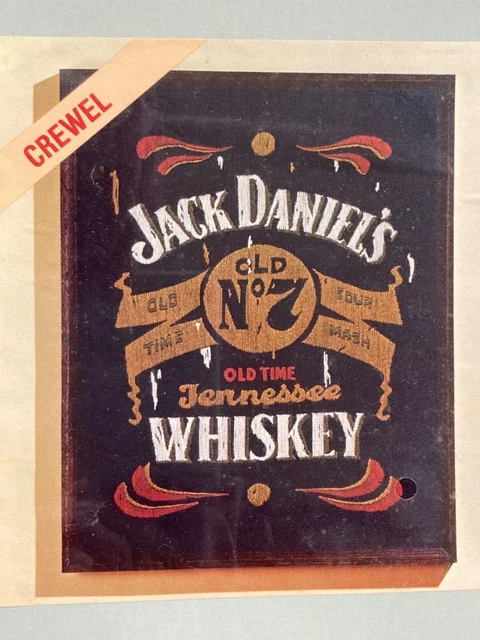 CREWEL
JACK DANIEL'S
OLD
No. 7
OLD TIME
SOUR MASH
OLD TIME
Tennessee
WHISKEY